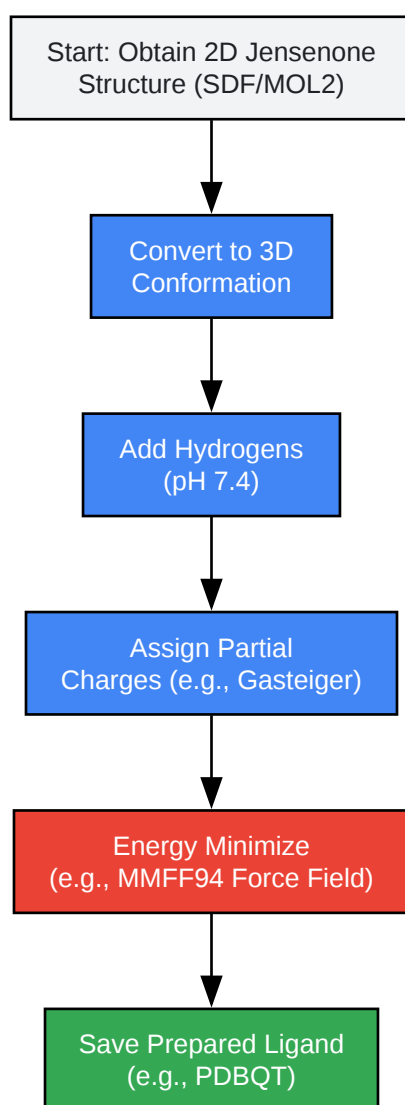 Start: Obtain 2D Jensenone
Structure (SDF/MOL2)
Convert to 3D
Conformation
Add Hydrogens
(pH 7.4)
Assign Partial
Charges (e.g., Gasteiger)
Energy Minimize
(e.g., MMFF94 Force Field)
Save Prepared Ligand
(e.g., PDBQT)